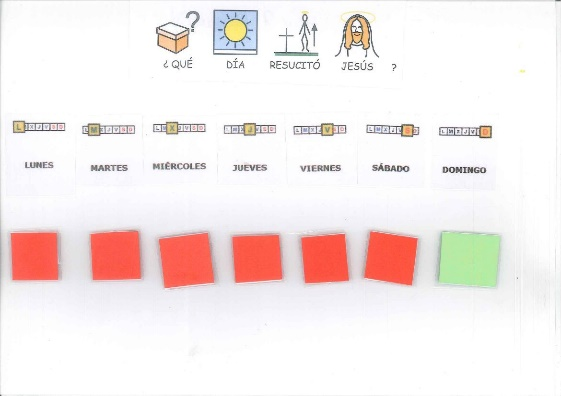 ¿ QUÉ DÍA RESUCITÓ JESÚS ?
L M X J V S D
L M X J V S D
L M X J V S D
L M X J V S D
L M X J V S D
L M X J V S D
L M X J V S D
LUNES MARTES MIÉRCOLES JUEVES VIERNES SÁBADO DOMINGO